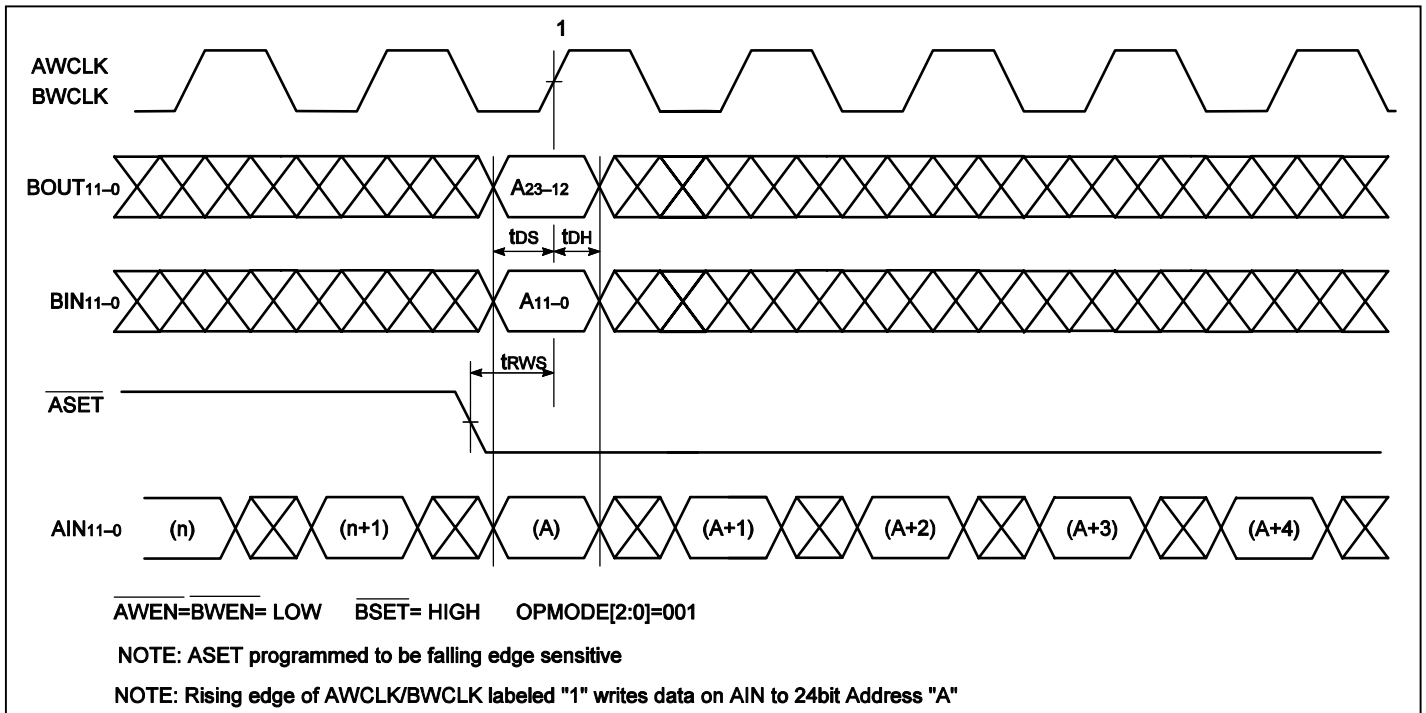 1
AWCLK
BWCLK
BOUT11–0 A23–12
tDS tDH
BIN11–0 A11–0
tRWS
ASET
AIN11–0 (n) (n+1) (A) (A+1) (A+2) (A+3) (A+4)
AWEN=BWEN= LOW BSET= HIGH OPMODE[2:0]=001
NOTE: ASET programmed to be falling edge sensitive
NOTE: Rising edge of AWCLK/BWCLK labeled "1" writes data on AIN to 24bit Address "A"